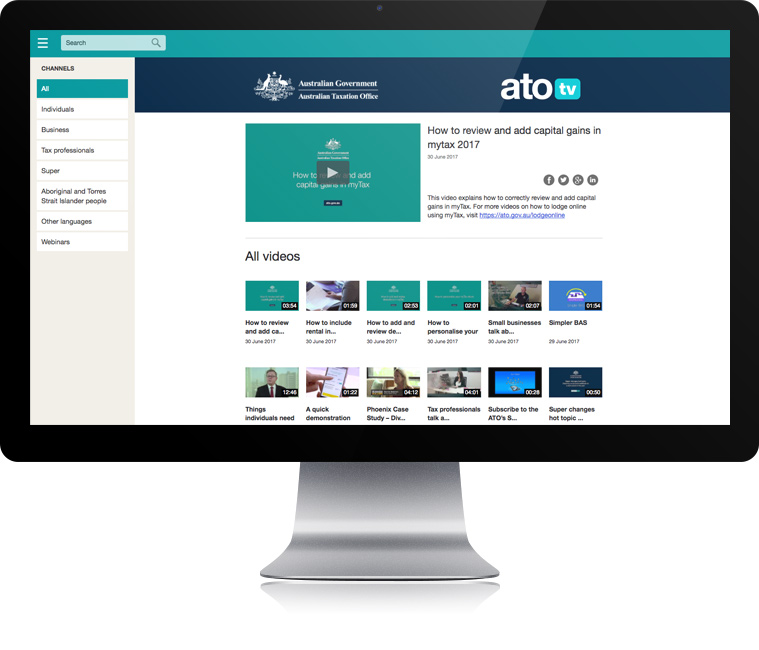 Search
CHANNELS
All
Individuals
Business
Tax professionals
Super
Aboriginal and Torres
Strait Islander people
Other languages
Webinars
Australian Government
Australian Taxation Office
ato tv
Australian Government
Australian Taxation Office
How to review and add
capital gains in myTax
ato.gov.au
How to review and add capital gains in
mytax 2017
30 June 2017
This video explains how to correctly review and add capital
gains in myTax. For more videos on how to lodge online
using myTax, visit https://ato.gov.au/lodgeonline
All videos
03:54
01:59
02:53
02:01
02:07
01:54
How to review
and add ca...
30 June 2017
How to include
rental in...
30 June 2017
How to add and
review de...
30 June 2017
How to
personalise your
30 June 2017
Small businesses
talk ab...
30 June 2017
Simpler BAS
29 June 2017
12:46
01:22
04:12
04:01
00:28
00:50
Things
individuals need
A quick
demonstration
Phoenix Case
Study – Div...
Tax professionals
talk a...
Subscribe to the
ATO's S...
Super changes
hot topic ...